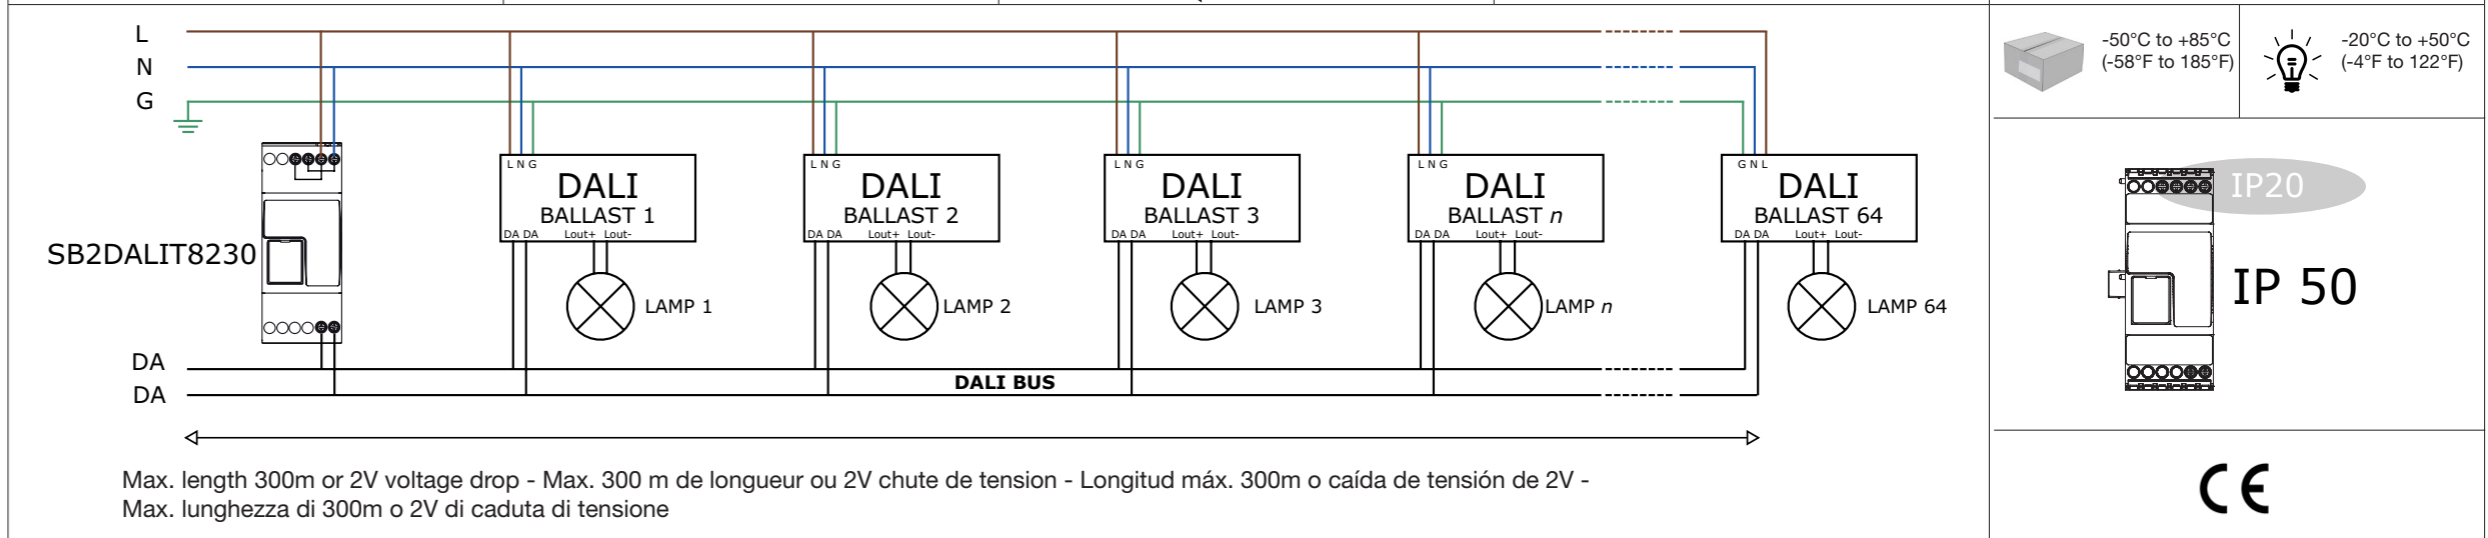 L
N
G
SB2DALIT8230
L N G
DALI
BALLAST 1
DA DA Lout+ Lout-
LAMP 1
L N G
DALI
BALLAST 2
DA DA Lout+ Lout-
LAMP 2
L N G
DALI
BALLAST 3
DA DA Lout+ Lout-
LAMP 3
L N G
DALI
BALLAST n
DA DA Lout+ Lout-
LAMP n
G N L
DALI
BALLAST 64
DA DA Lout+ Lout-
LAMP 64
DA
DALI BUS
DA
Max. length 300m or 2V voltage drop - Max. 300 m de longueur ou 2V chute de tension - Longitud máx. 300m o caída de tensión de 2V -
Max. lunghezza di 300m o 2V di caduta di tensione
-50°C to +85°C
(-58°F to 185°F)
-20°C to +50°C
(-4°F to 122°F)
IP20
IP 50
CE